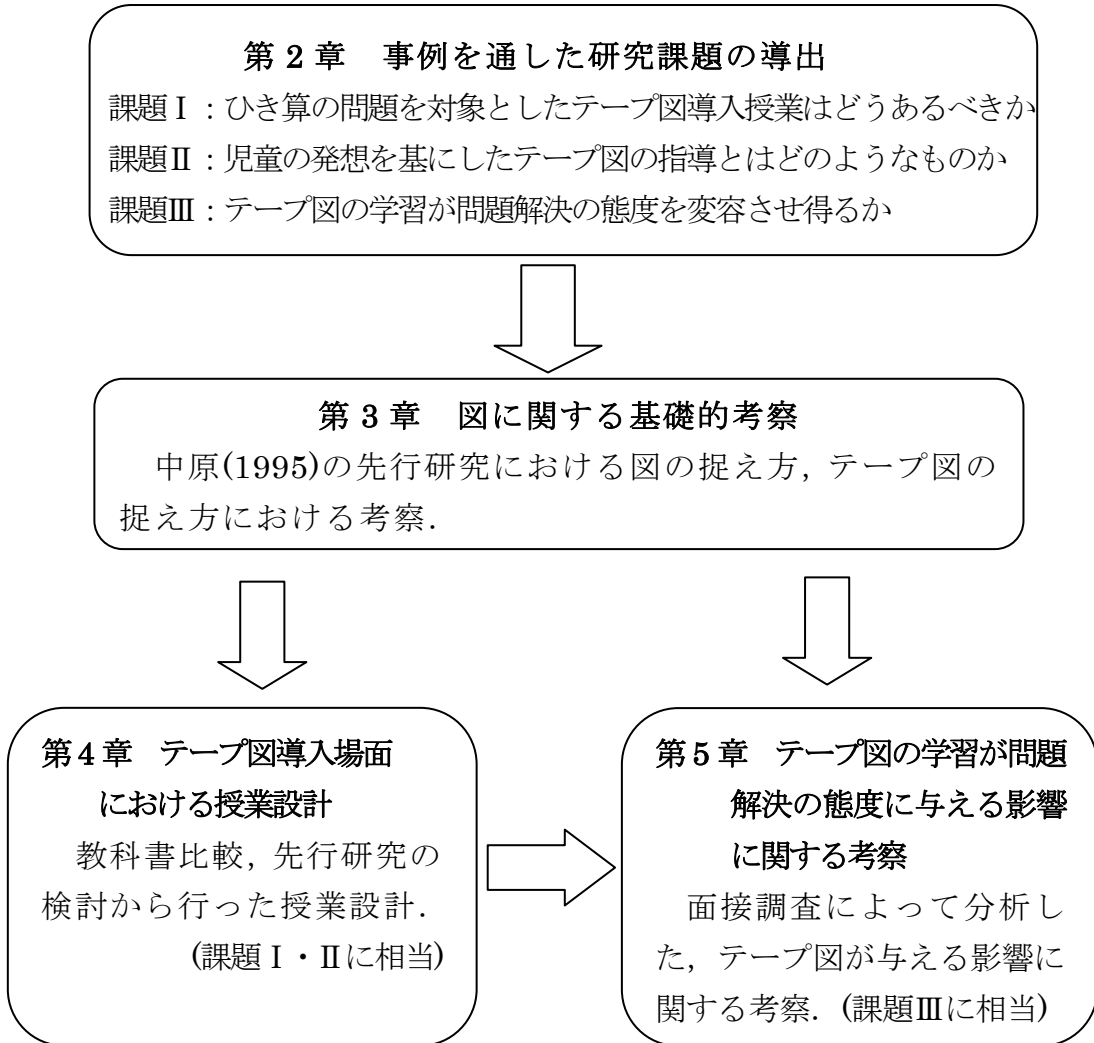 第2章 事例を通した研究課題の導出
課題Ⅰ：ひき算の問題を対象としたテープ図導入授業はどうあるべきか
課題Ⅱ：児童の発想を基にしたテープ図の指導とはどのようなものか
課題Ⅲ：テープ図の学習が問題解決の態度を変容させ得るか
第3章 図に関する基礎的考察
中原(1995)の先行研究における図の捉え方，テープ図の
捉え方における考察．
第4章 テープ図導入場面
における授業設計
教科書比較，先行研究の
検討から行った授業設計．
(課題Ⅰ・Ⅱに相当)
第5章 テープ図の学習が問題
解決の態度に与える影響
に関する考察
面接調査によって分析し
た，テープ図が与える影響に
関する考察．(課題Ⅲに相当)